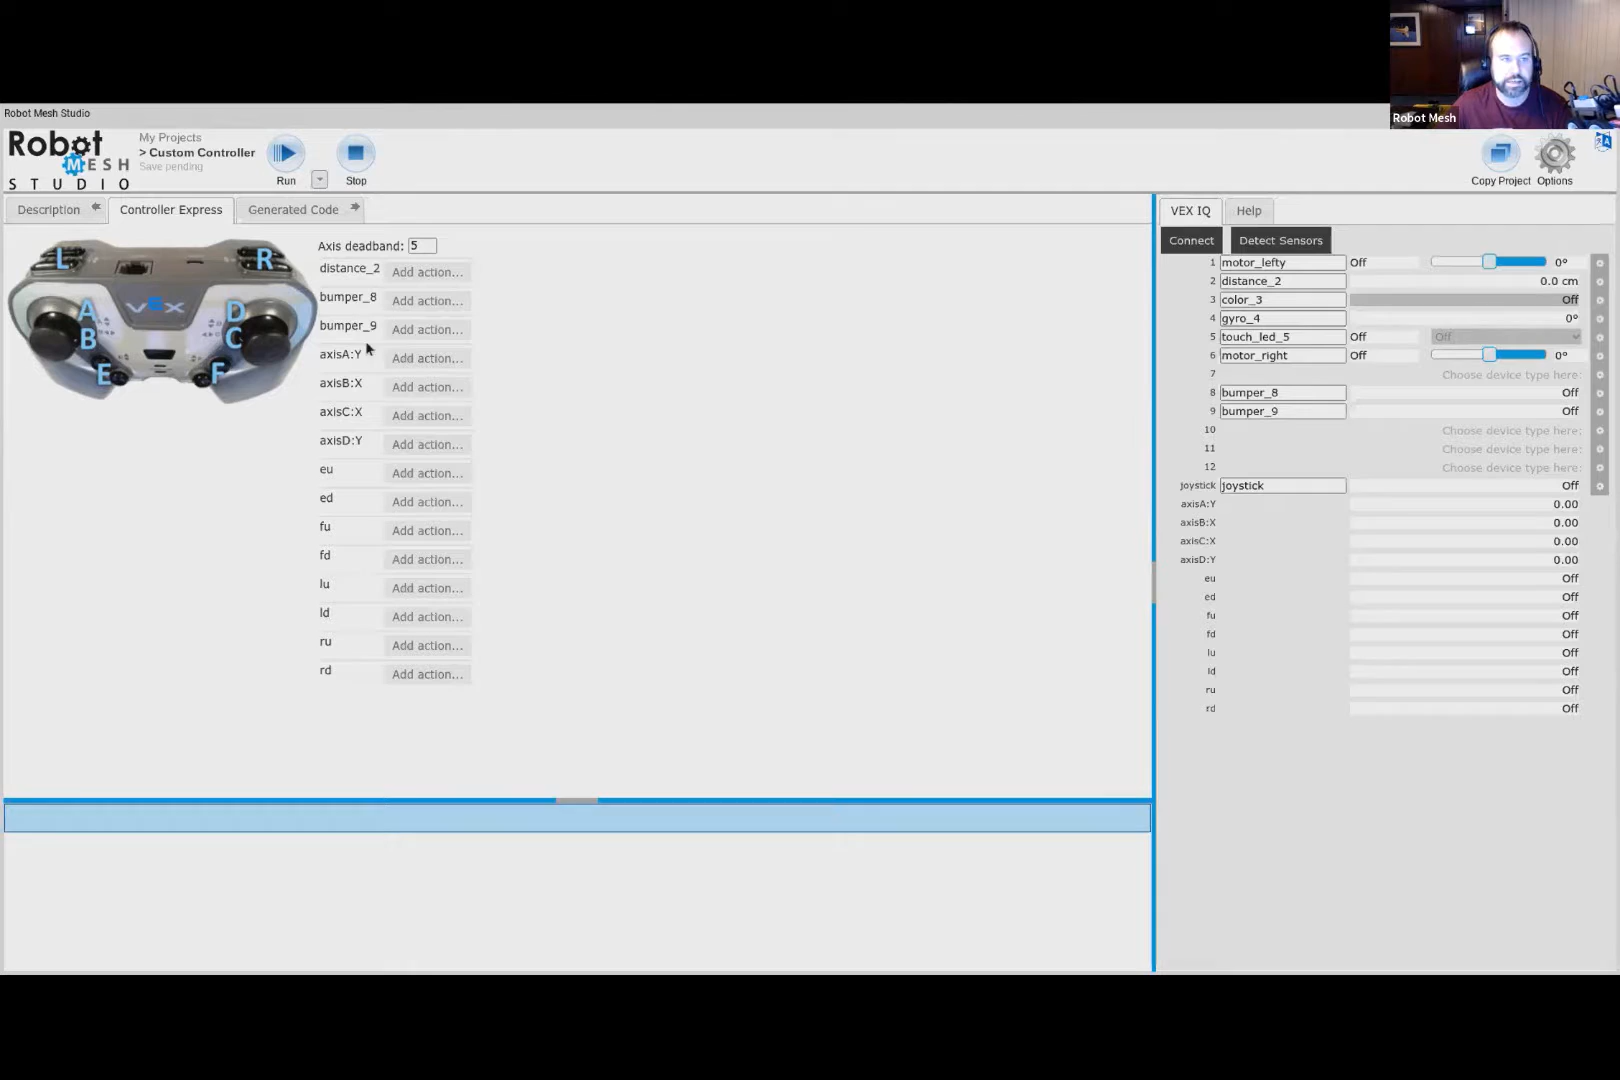 Robot Mesh
Robot Mesh Studio
Robot
MESH
STUDIO
My Projects
> Custom Controller
Save pending
Run
Stop
Copy Project
Options
Description
Controller Express
Generated Code
VEX IQ
Help
Connect
Detect Sensors
L
R
A
B
D
C
E
F
VEX
Axis deadband: 5
distance_2 Add action...
bumper_8 Add action...
bumper_9 Add action...
axisA:Y Add action...
axisB:X Add action...
axisC:X Add action...
axisD:Y Add action...
eu Add action...
ed Add action...
fu Add action...
fd Add action...
lu Add action...
ld Add action...
ru Add action...
rd Add action...
1 motor_lefty Off 0°
2 distance_2 0.0 cm
3 color_3 Off
4 gyro_4 0°
5 touch_led_5 Off Off
6 motor_right Off 0°
7 Choose device type here:
8 bumper_8 Off
9 bumper_9 Off
10 Choose device type here:
11 Choose device type here:
12 Choose device type here:
joystick joystick Off
axisA:Y 0.00
axisB:X 0.00
axisC:X 0.00
axisD:Y 0.00
eu Off
ed Off
fu Off
fd Off
lu Off
ld Off
ru Off
rd Off